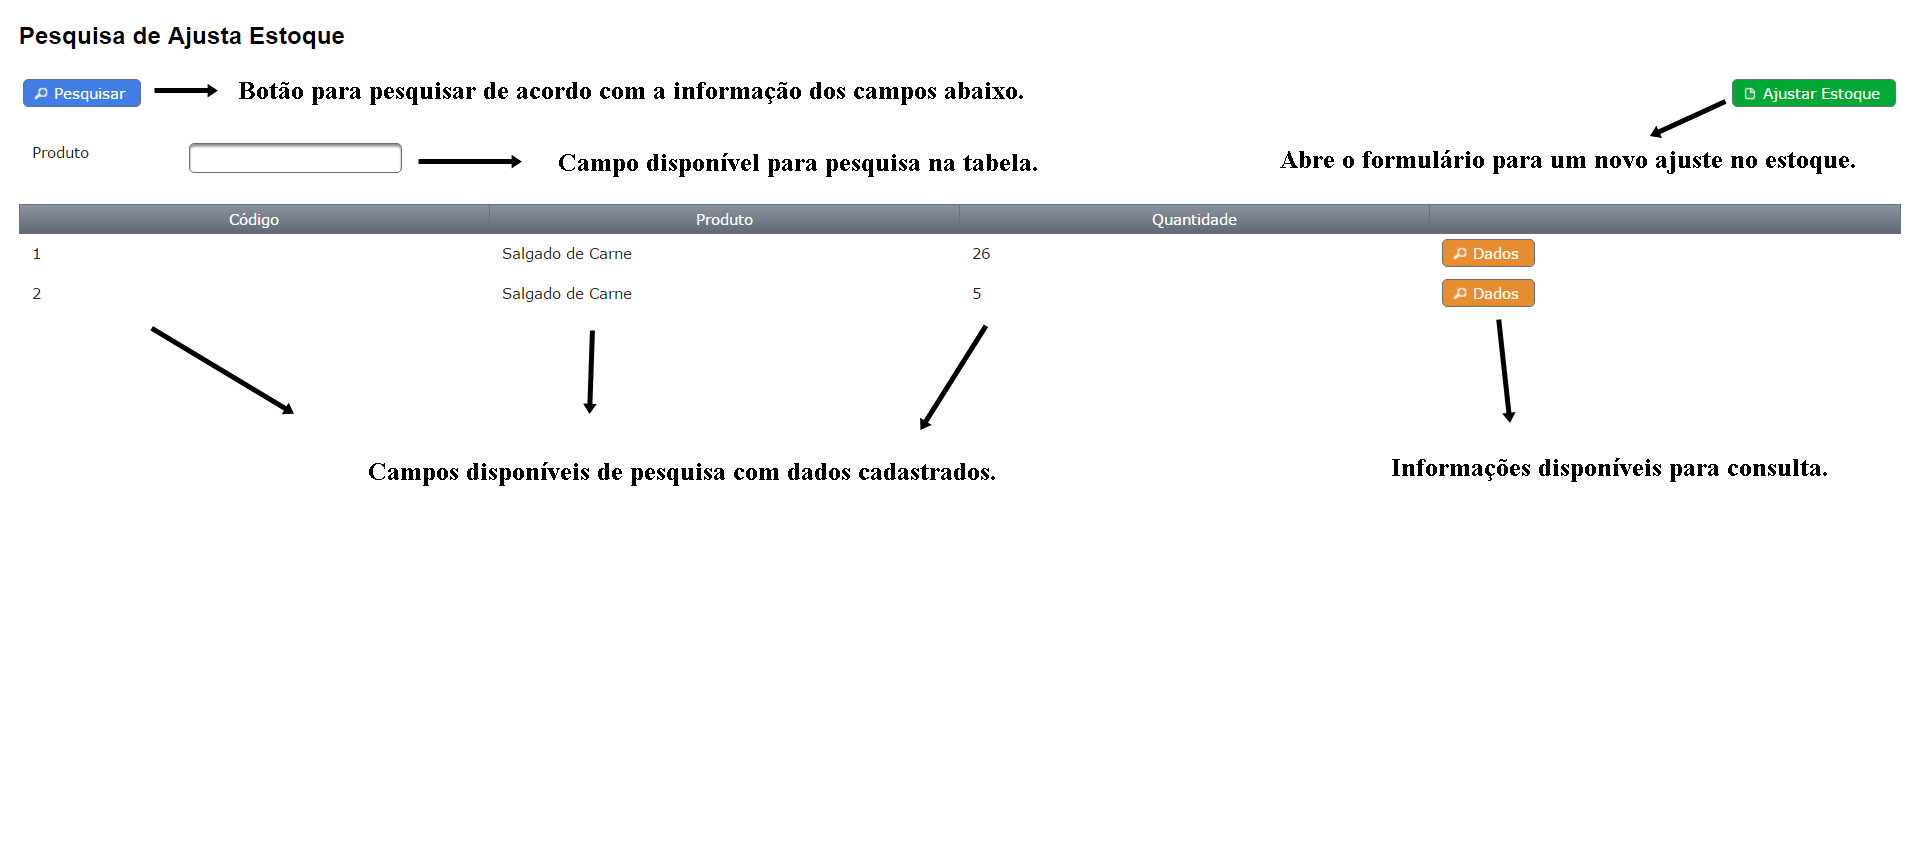 Pesquisa de Ajusta Estoque
Pesquisar
Botão para pesquisar de acordo com a informação dos campos abaixo.
Ajustar Estoque
Produto
Campo disponível para pesquisa na tabela.
Abre o formulário para um novo ajuste no estoque.
Código Produto Quantidade
1 Salgado de Carne 26 Dados
2 Salgado de Carne 5 Dados
Campos disponíveis de pesquisa com dados cadastrados.
Informações disponíveis para consulta.